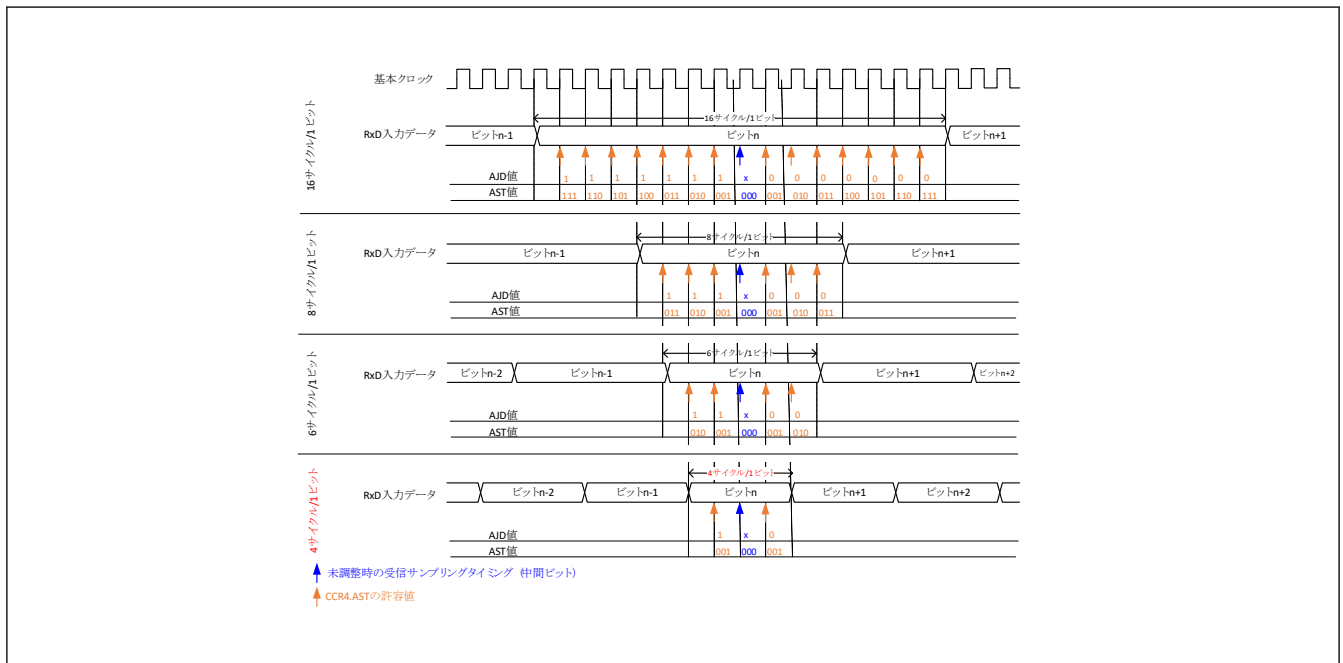 基本クロック
16サイクル/1ビット
16サイクル/1ビット
RxD入力データ
ビットn-1
ビットn
ビットn+1
AJD値
1 1 1 1 1 1 1 x 0 0 0 0 0 0 0
AST値
111 110 101 100 011 010 001 000 001 010 011 100 101 110 111
8サイクル/1ビット
8サイクル/1ビット
RxD入力データ
ビットn-1
ビットn
ビットn+1
AJD値
1 1 1 x 0 0 0
AST値
011 010 001 000 001 010 011
6サイクル/1ビット
6サイクル/1ビット
RxD入力データ
ビットn-2
ビットn-1
ビットn
ビットn+1
ビットn+2
AJD値
1 1 x 0 0
AST値
010 001 000 001 010
4サイクル/1ビット
4サイクル/1ビット
RxD入力データ
ビットn-2
ビットn-1
ビットn
ビットn+1
ビットn+2
AJD値
1 x 0
AST値
001 000 001
未調整時の受信サンプリングタイミング (中間ビット)
CCR4.ASTの許容値